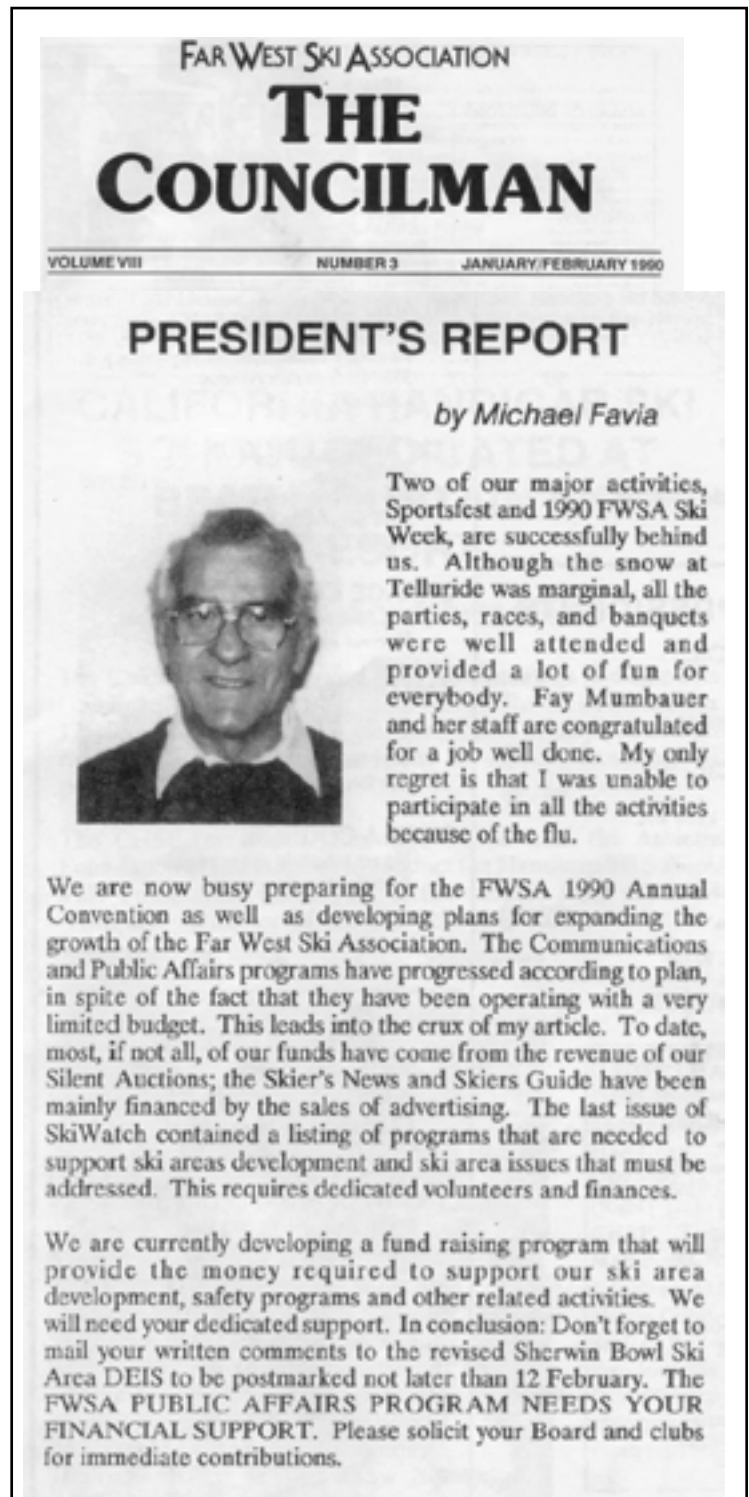 FAR WEST SKI ASSOCIATION
THE
COUNCILMAN
VOLUME VIII NUMBER 3 JANUARY/FEBRUARY 1990
PRESIDENT'S REPORT
by Michael Favia
Two of our major activities,
Sportsfest and 1990 FWSA Ski
Week, are successfully behind
us. Although the snow at
Telluride was marginal, all the
parties, races, and banquets
were well attended and
provided a lot of fun for
everybody. Fay Mumbauer
and her staff are congratulated
for a job well done. My only
regret is that I was unable to
participate in all the activities
because of the flu.
We are now busy preparing for the FWSA 1990 Annual
Convention as well as developing plans for expanding the
growth of the Far West Ski Association. The Communications
and Public Affairs programs have progressed according to plan,
in spite of the fact that they have been operating with a very
limited budget. This leads into the crux of my article. To date,
most, if not all, of our funds have come from the revenue of our
Silent Auctions; the Skier's News and Skiers Guide have been
mainly financed by the sales of advertising. The last issue of
SkiWatch contained a listing of programs that are needed to
support ski areas development and ski area issues that must be
addressed. This requires dedicated volunteers and finances.
We are currently developing a fund raising program that will
provide the money required to support our ski area
development, safety programs and other related activities. We
will need your dedicated support. In conclusion: Don't forget to
mail your written comments to the revised Sherwin Bowl Ski
Area DEIS to be postmarked not later than 12 February. The
FWSA PUBLIC AFFAIRS PROGRAM NEEDS YOUR
FINANCIAL SUPPORT. Please solicit your Board and clubs
for immediate contributions.